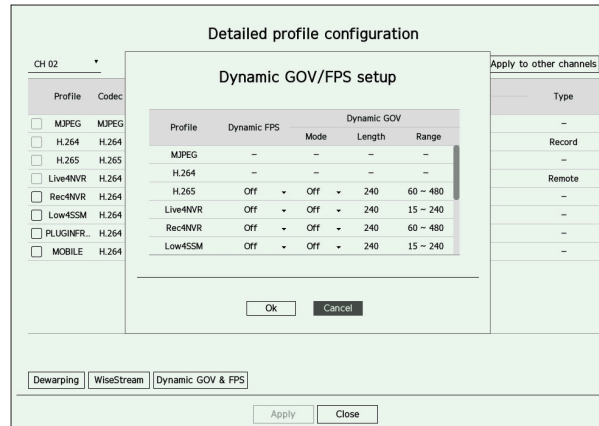 Detailed profile configuration
CH 02
Apply to other channels
Dynamic GOV/FPS setup
Profile Codec Type
Profile Dynamic FPS Dynamic GOV
Mode Length Range
MJPEG MJPEG –
H.264 H.264 Record
H.265 H.265 –
Live4NVR H.264 Remote
Rec4NVR H.264 –
Low4SSM H.264 –
PLUGINFR... H.264 –
MOBILE H.264 –
MJPEG – – – –
H.264 – – – –
H.265 Off Off 240 60 ~ 480
Live4NVR Off Off 240 15 ~ 240
Rec4NVR Off Off 240 60 ~ 480
Low4SSM Off Off 240 15 ~ 240
Ok Cancel
Dewarping WiseStream Dynamic GOV & FPS
Apply Close